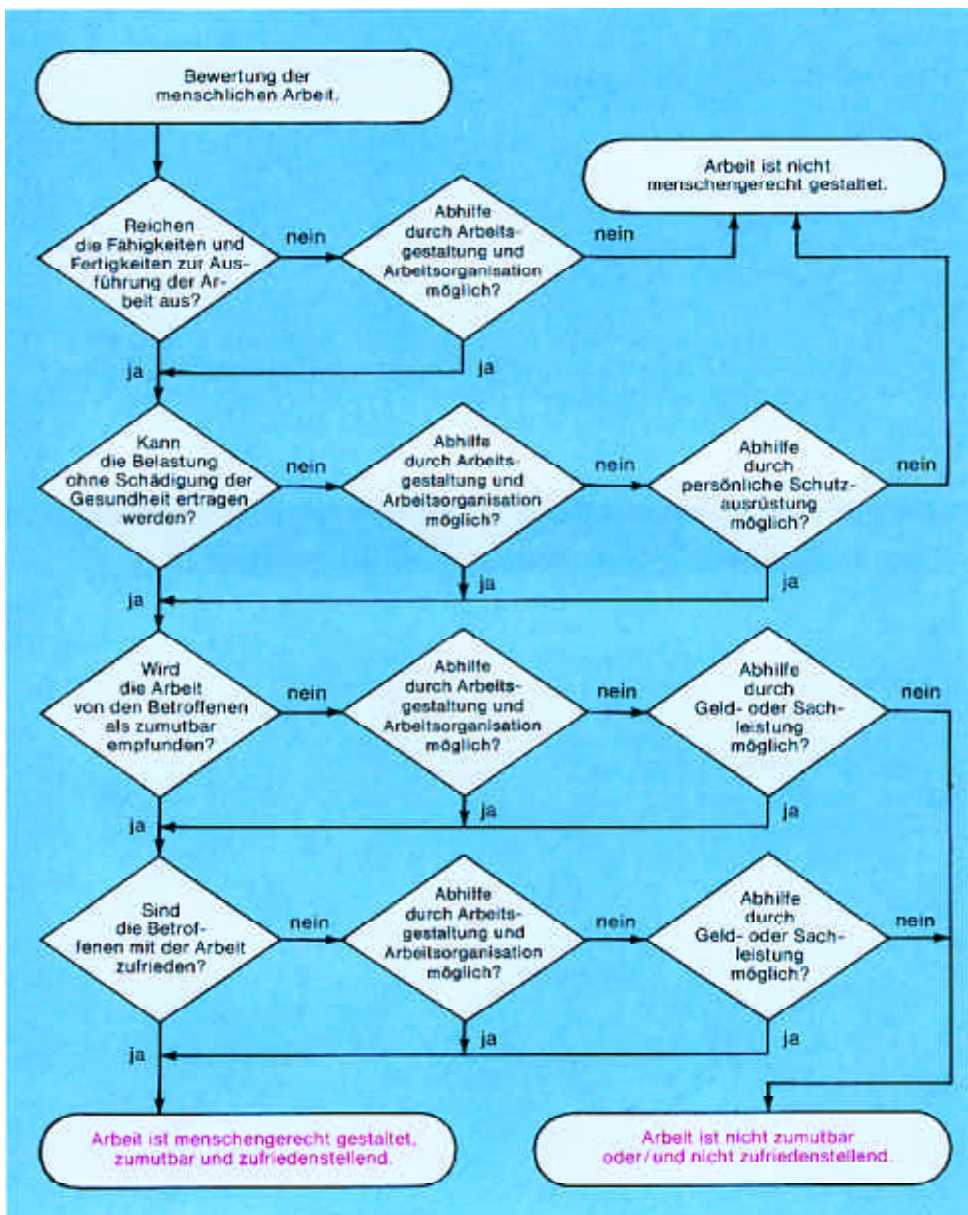 Bewertung der
menschlichen Arbeit.
Arbeit ist nicht
menschengerecht gestaltet.
Reichen
die Fähigkeiten und
Fertigkeiten zur Aus-
führung der Ar-
beit aus?
nein
Abhilfe
durch Arbeits-
gestaltung und
Arbeitsorganisation
möglich?
nein
ja
ja
Kann
die Belastung
ohne Schädigung der
Gesundheit ertragen
werden?
nein
Abhilfe
durch Arbeits-
gestaltung und
Arbeitsorganisation
möglich?
nein
Abhilfe
durch
persönliche Schutz-
ausrüstung
möglich?
nein
ja
ja
ja
Wird
die Arbeit
von den Betroffenen
als zumutbar
empfunden?
nein
Abhilfe
durch Arbeits-
gestaltung und
Arbeitsorganisation
möglich?
nein
Abhilfe
durch
Geld- oder Sach-
leistung
möglich?
nein
ja
ja
ja
Sind
die Betrof-
fenen mit der Arbeit
zufrieden?
nein
Abhilfe
durch Arbeits-
gestaltung und
Arbeitsorganisation
möglich?
nein
Abhilfe
durch
Geld- oder Sach-
leistung
möglich?
nein
ja
ja
ja
Arbeit ist menschengerecht gestaltet,
zumutbar und zufriedenstellend.
Arbeit ist nicht zumutbar
oder/und nicht zufriedenstellend.